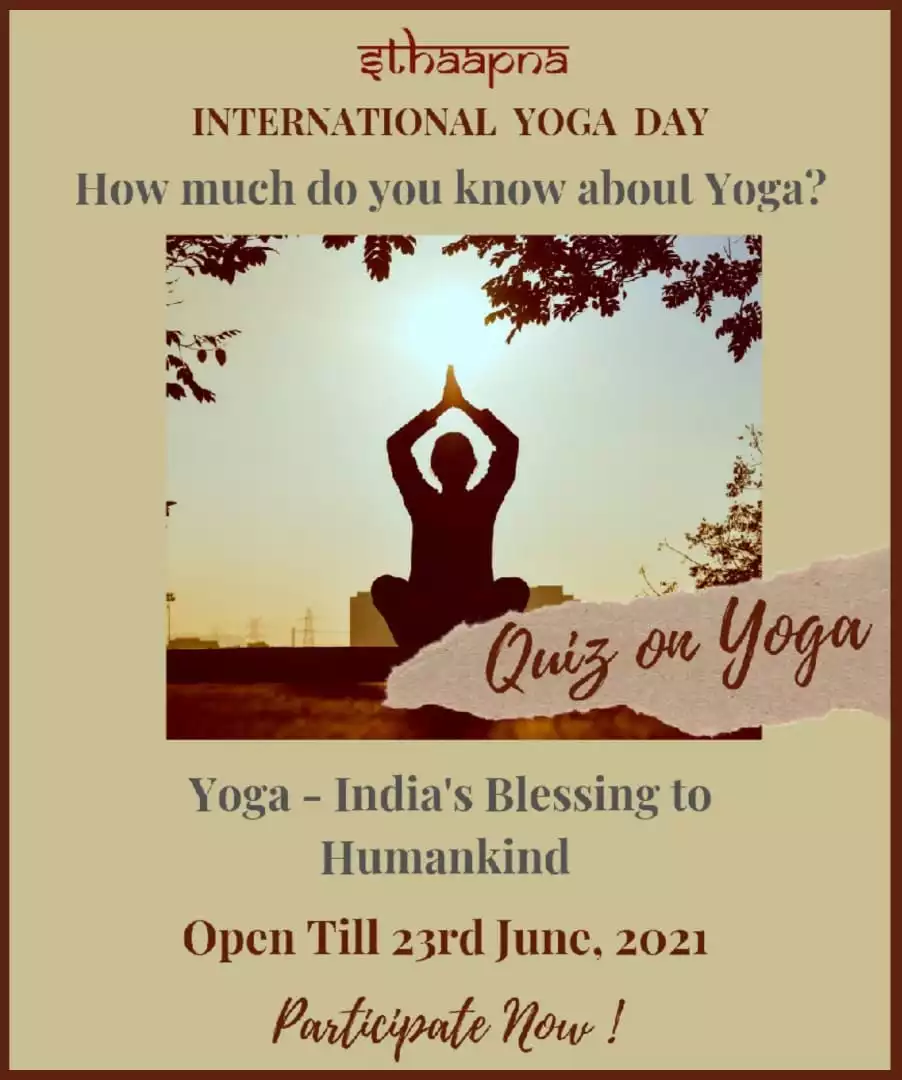 sthaapna
INTERNATIONAL YOGA DAY
How much do you know about Yoga?
Quiz on Yoga
Yoga - India's Blessing to
Humankind
Open Till 23rd June, 2021
Participate Now !